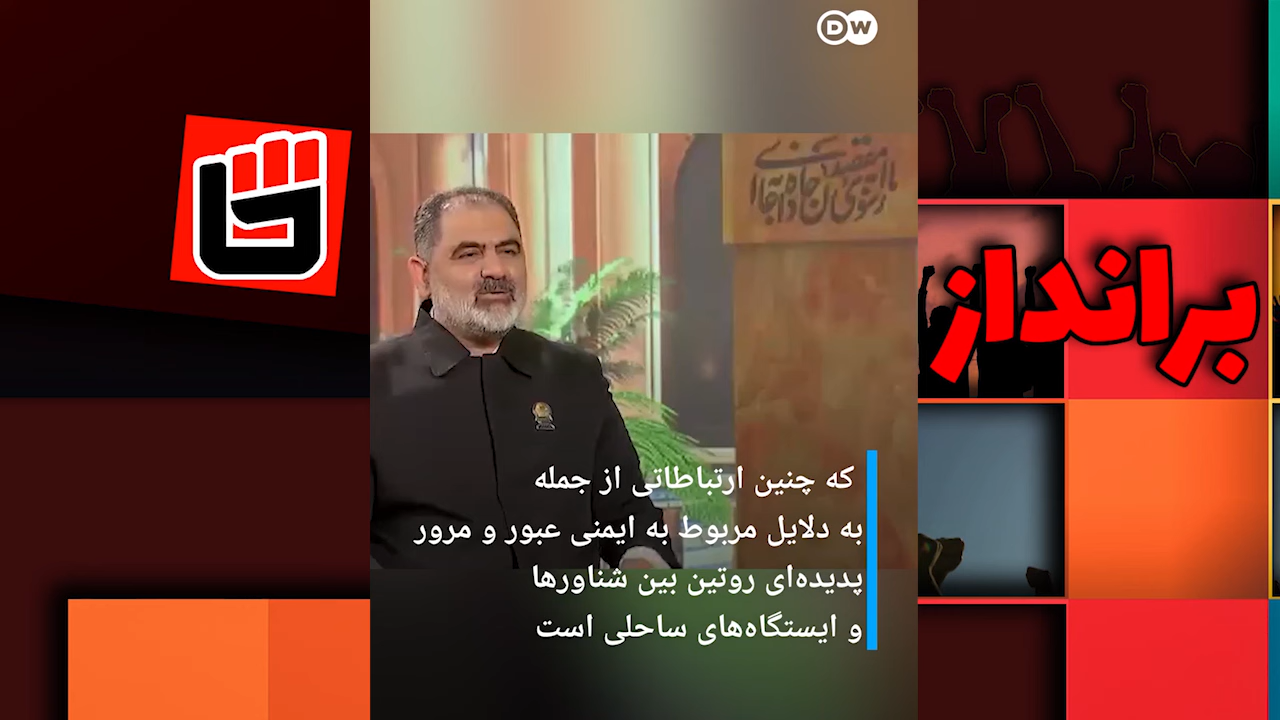 DW
برانداز
که چنین ارتباطاتی از جمله
به دلایل مربوط به ایمنی عبور و مرور
پدیده‌ای روتین بین شناورها
و ایستگاه‌های ساحلی است